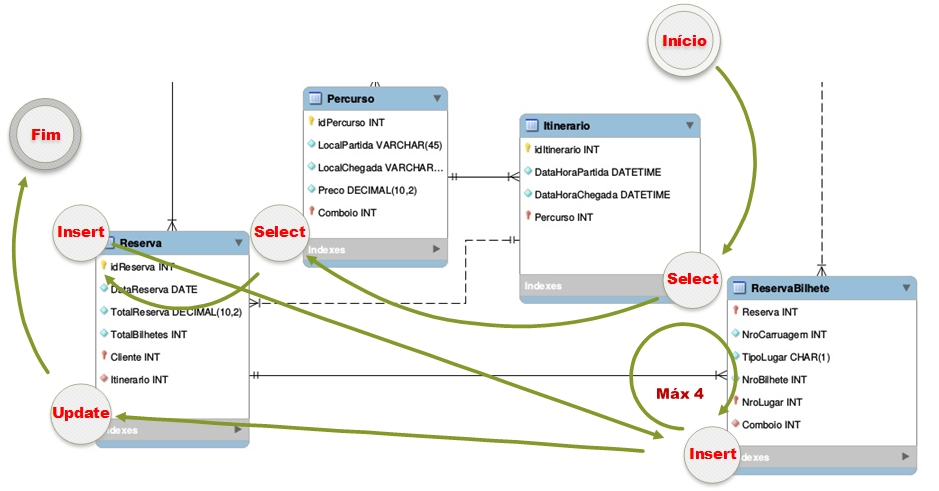 Início
Fim
Percurso
idPercurso INT
LocalPartida VARCHAR(45)
LocalChegada VARCHAR...
Preco DECIMAL(10,2)
Comboio INT
Indexes
Itinerario
idItinerario INT
DataHoraPartida DATETIME
DataHoraChegada DATETIME
Percurso INT
Indexes
Insert
Select
Select
Reserva
idReserva INT
DataReserva DATE
TotalReserva DECIMAL(10,2)
TotalBilhetes INT
Cliente INT
Itinerario INT
Indexes
Update
ReservaBilhete
Reserva INT
NroCarruagem INT
TipoLugar CHAR(1)
NroBilhete INT
NroLugar INT
Comboio INT
Indexes
Máx 4
Insert